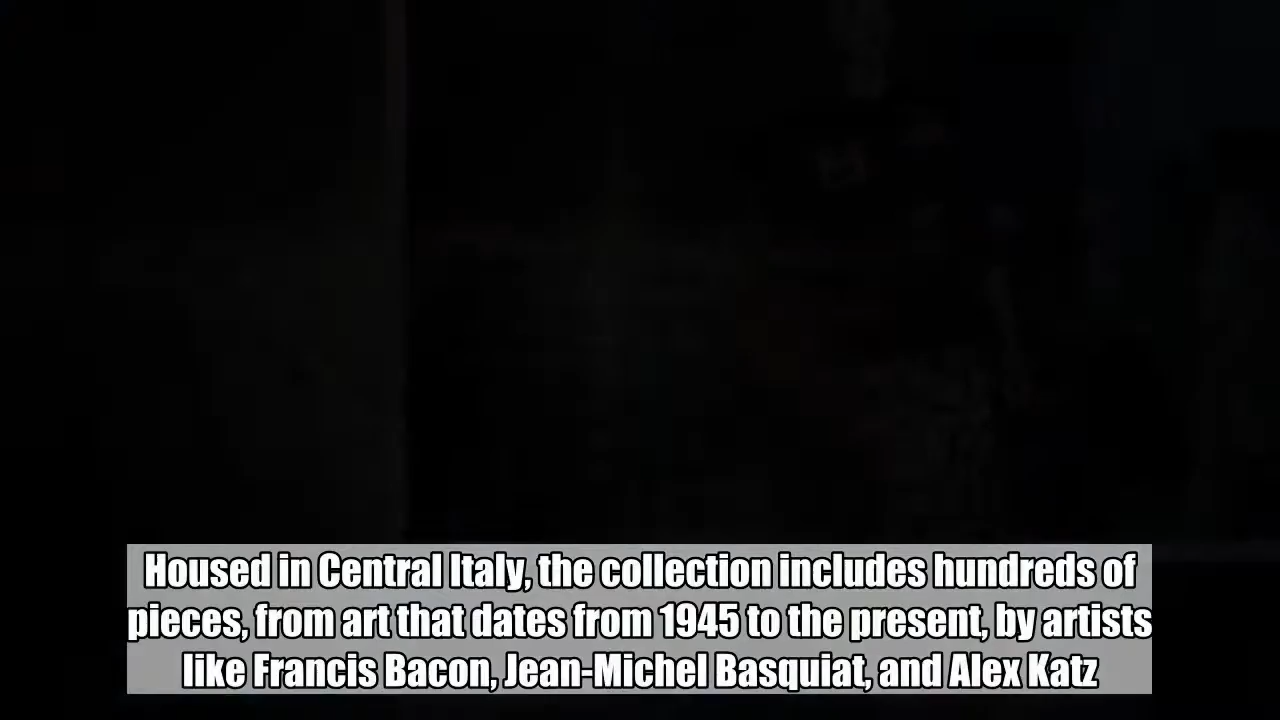 Housed in Central Italy, the collection includes hundreds of
pieces, from art that dates from 1945 to the present, by artists
like Francis Bacon, Jean-Michel Basquiat, and Alex Katz